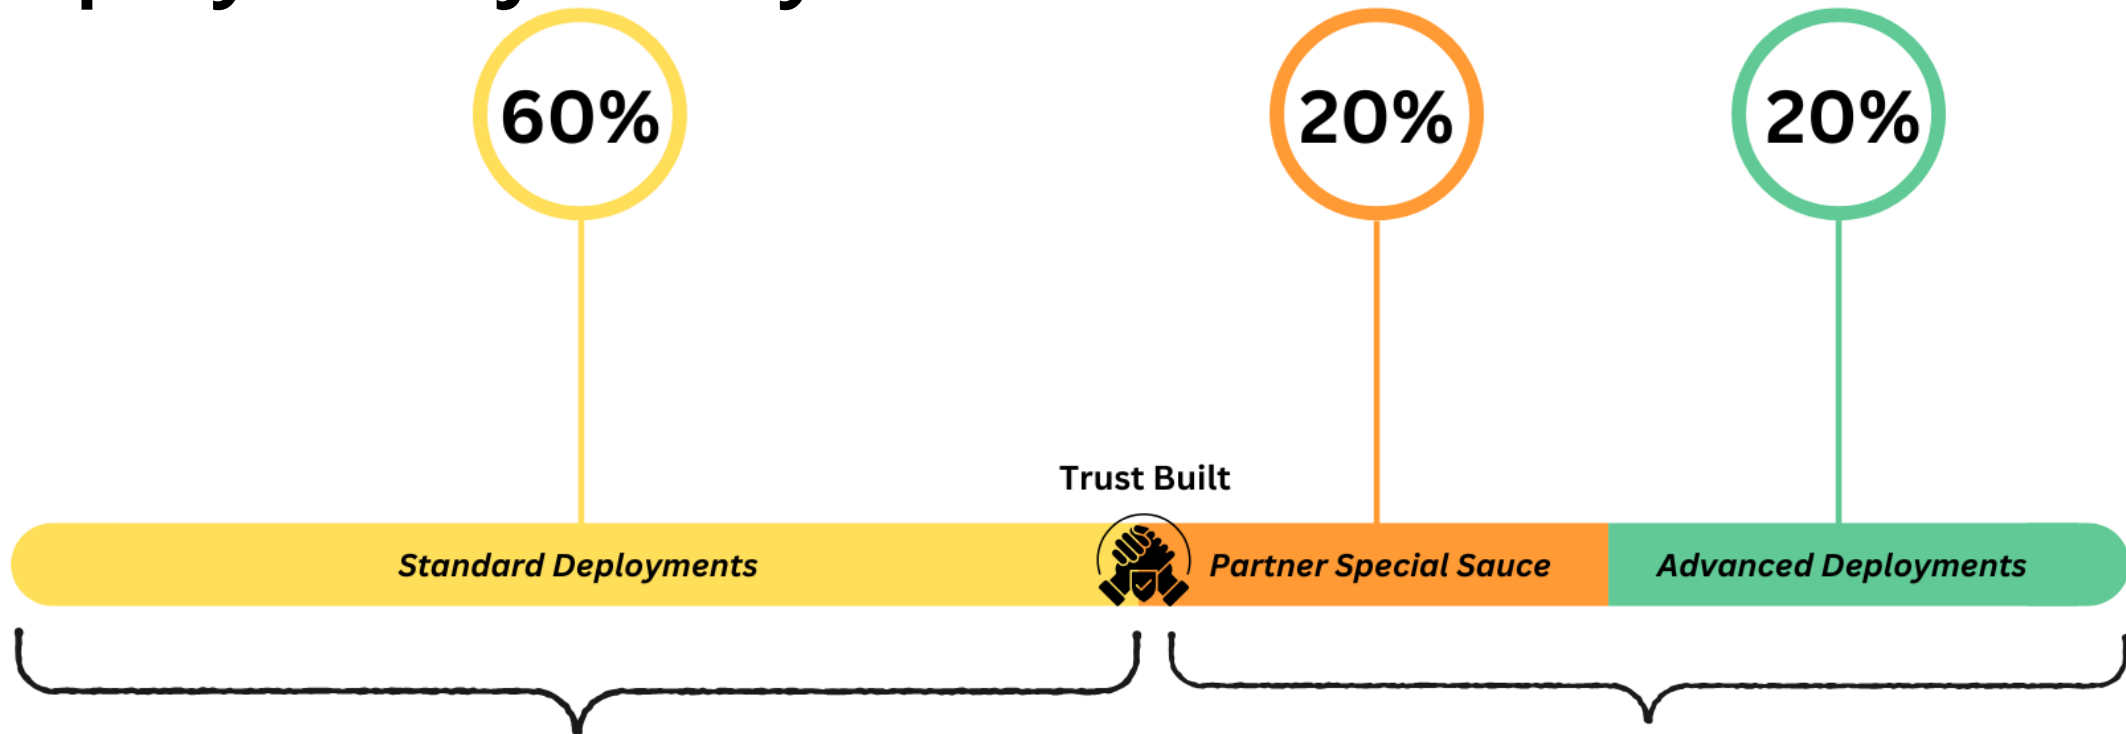 60%
20%
20%
Trust Built
Standard Deployments
Partner Special Sauce
Advanced Deployments